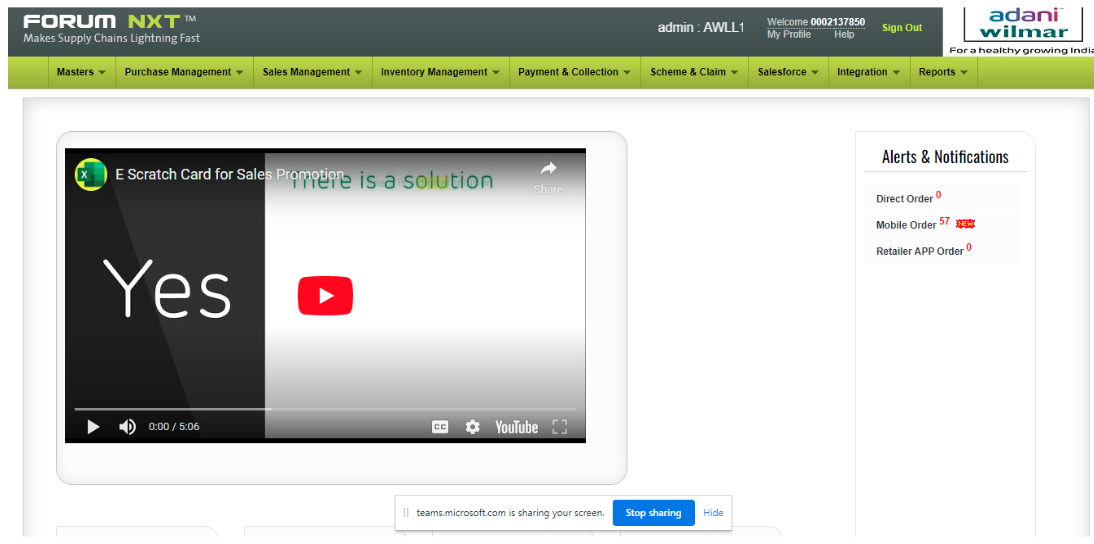 FORUM NXT TM
Makes Supply Chains Lightning Fast
admin : AWLL1
Welcome 0002137850
My Profile Help
Sign Out
adani
wilmar
For a healthy growing India
Masters Purchase Management Sales Management Inventory Management Payment & Collection Scheme & Claim Salesforce Integration Reports
E Scratch Card for Sales Promotion
There is a solution
Share
Yes
0:00 / 5:06
CC
YouTube
Alerts & Notifications
Direct Order 0
Mobile Order 57
Retailer APP Order 0
teams.microsoft.com is sharing your screen. Stop sharing Hide